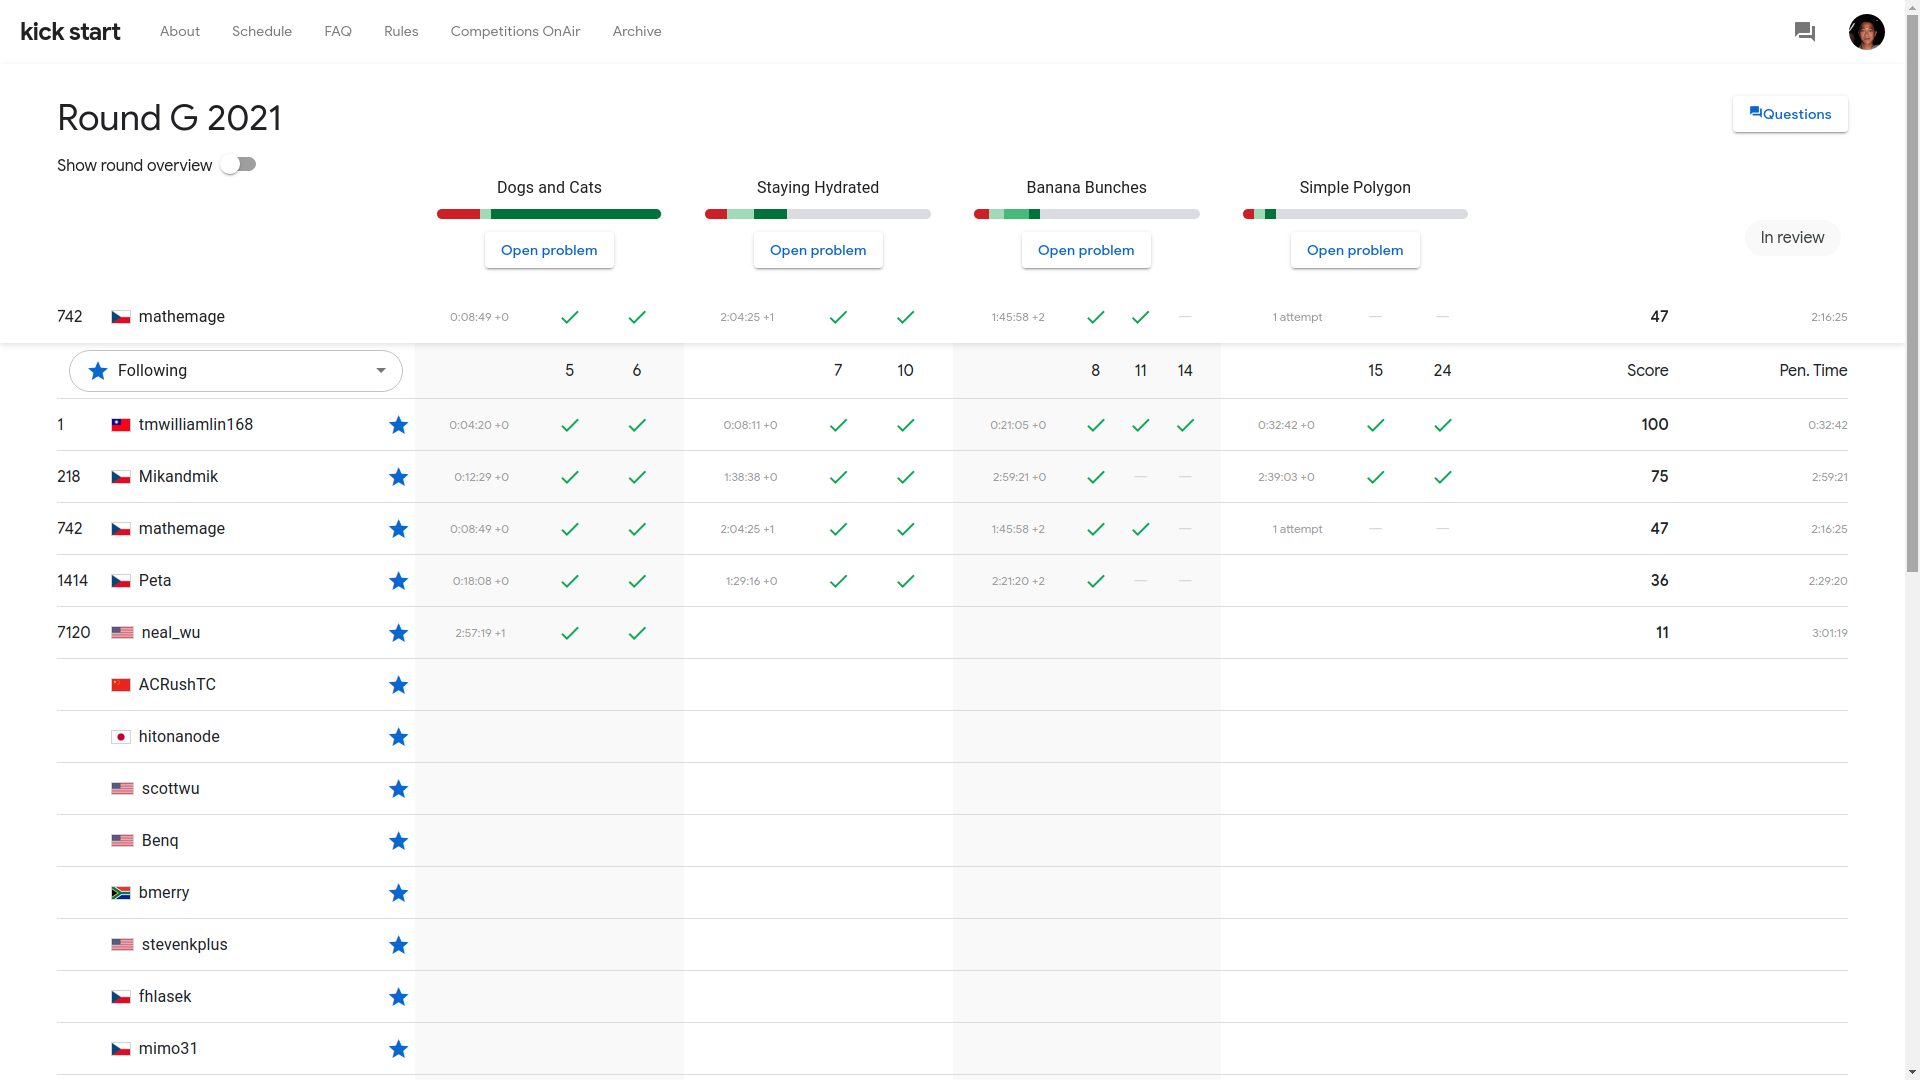 kick start About Schedule FAQ Rules Competitions OnAir Archive
Round G 2021
Questions
Show round overview
Dogs and Cats Staying Hydrated Banana Bunches Simple Polygon
Open problem Open problem Open problem Open problem
In review
742 mathemage 0:08:49 +0 2:04:25 +1 1:45:58 +2 1 attempt 47 2:16:25
Following 5 6 7 10 8 11 14 15 24 Score Pen. Time
1 tmwilliamlin168 0:04:20 +0 0:08:11 +0 0:21:05 +0 0:32:42 +0 100 0:32:42
218 Mikandmik 0:12:29 +0 1:38:38 +0 2:59:21 +0 2:39:03 +0 75 2:59:21
742 mathemage 0:08:49 +0 2:04:25 +1 1:45:58 +2 1 attempt 47 2:16:25
1414 Peta 0:18:08 +0 1:29:16 +0 2:21:20 +2 36 2:29:20
7120 neal_wu 2:57:19 +1 11 3:01:19
ACRushTC
hitonanode
scottwu
Benq
bmerry
stevenkplus
fhlasek
mimo31